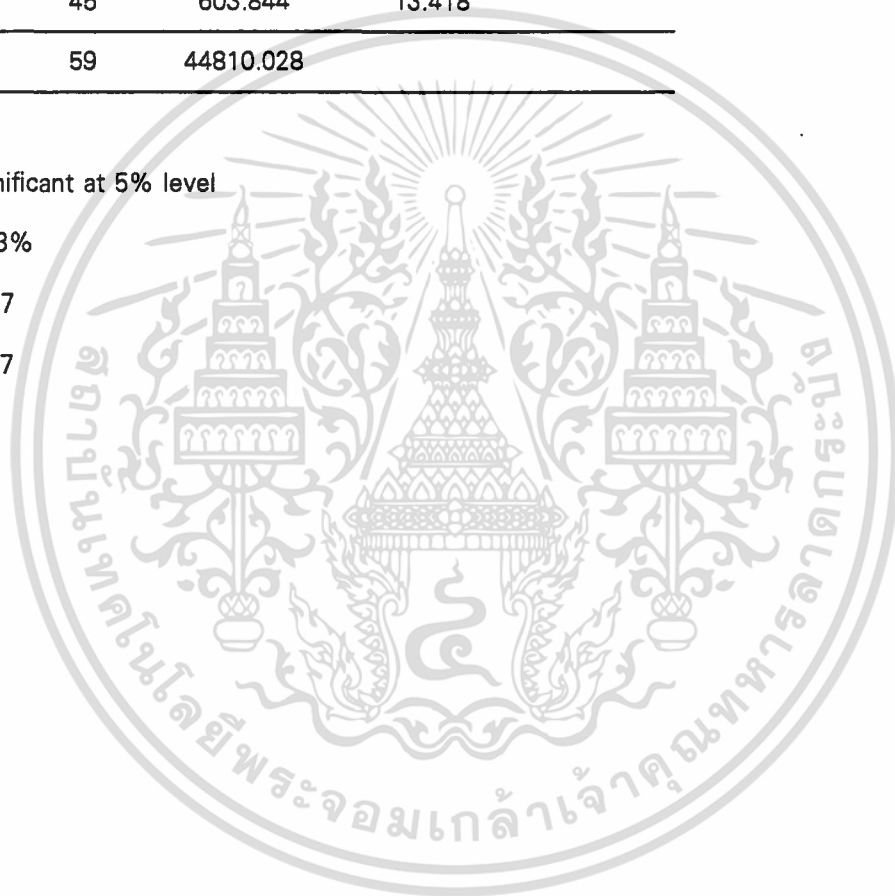 45 603.844 13.418
59 44810.028
nificant at 5% level
3%
7
7
สถาบันเทคโนโลยีพระจอมเกล้าเจ้าคุณทหารลาดกระบัง